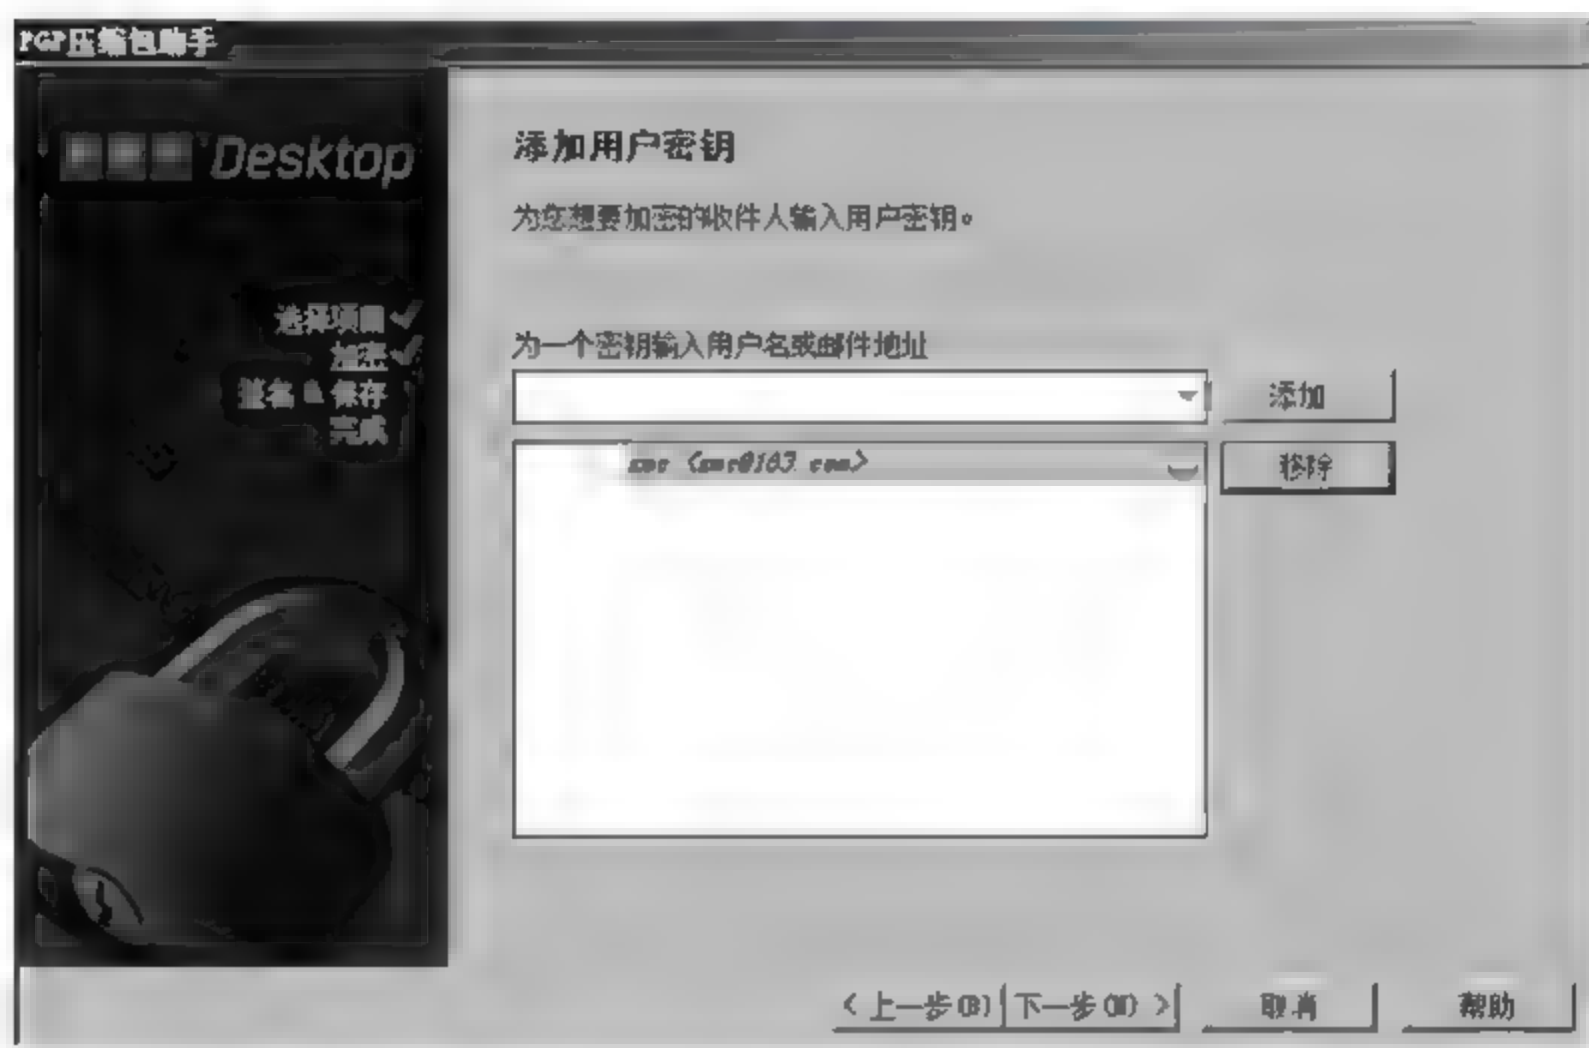 PGP压缩包助手
Desktop
选择项目
加密
签名 & 保存
完成
添加用户密钥
为您想要加密的收件人输入用户密钥。
为一个密钥输入用户名或邮件地址
添加
移除
< 上一步(B)
下一步(N) >
取消
帮助